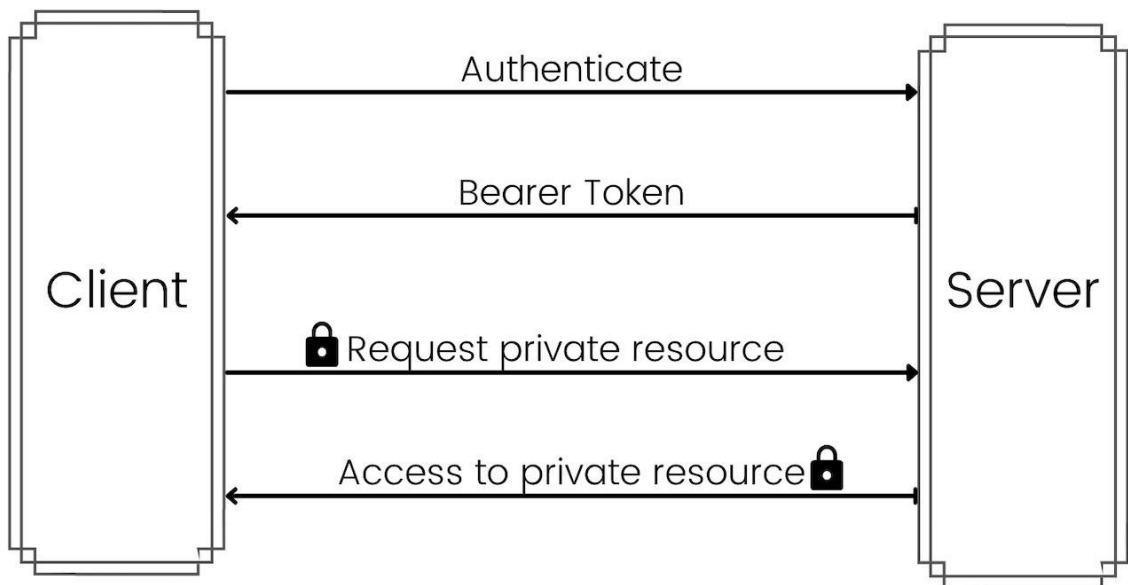 Authenticate
Bearer Token
Client
Server
Request private resource
Access to private resource